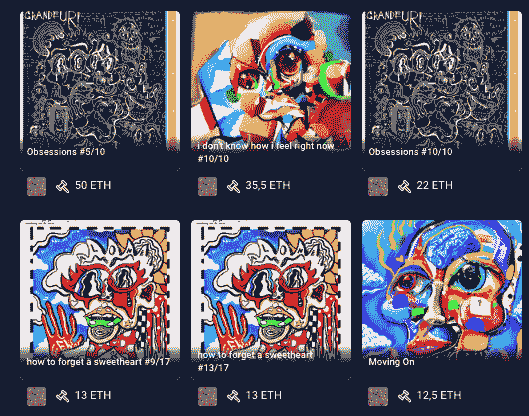 GRANDEUR!
Obsessions #5/10
50 ETH
i don't know how i feel right now
#10/10
35,5 ETH
GRANDEUR!
Obsessions #10/10
22 ETH
how to forget a sweetheart #9/17
13 ETH
how to forget a sweetheart
#13/17
13 ETH
Moving On
12,5 ETH